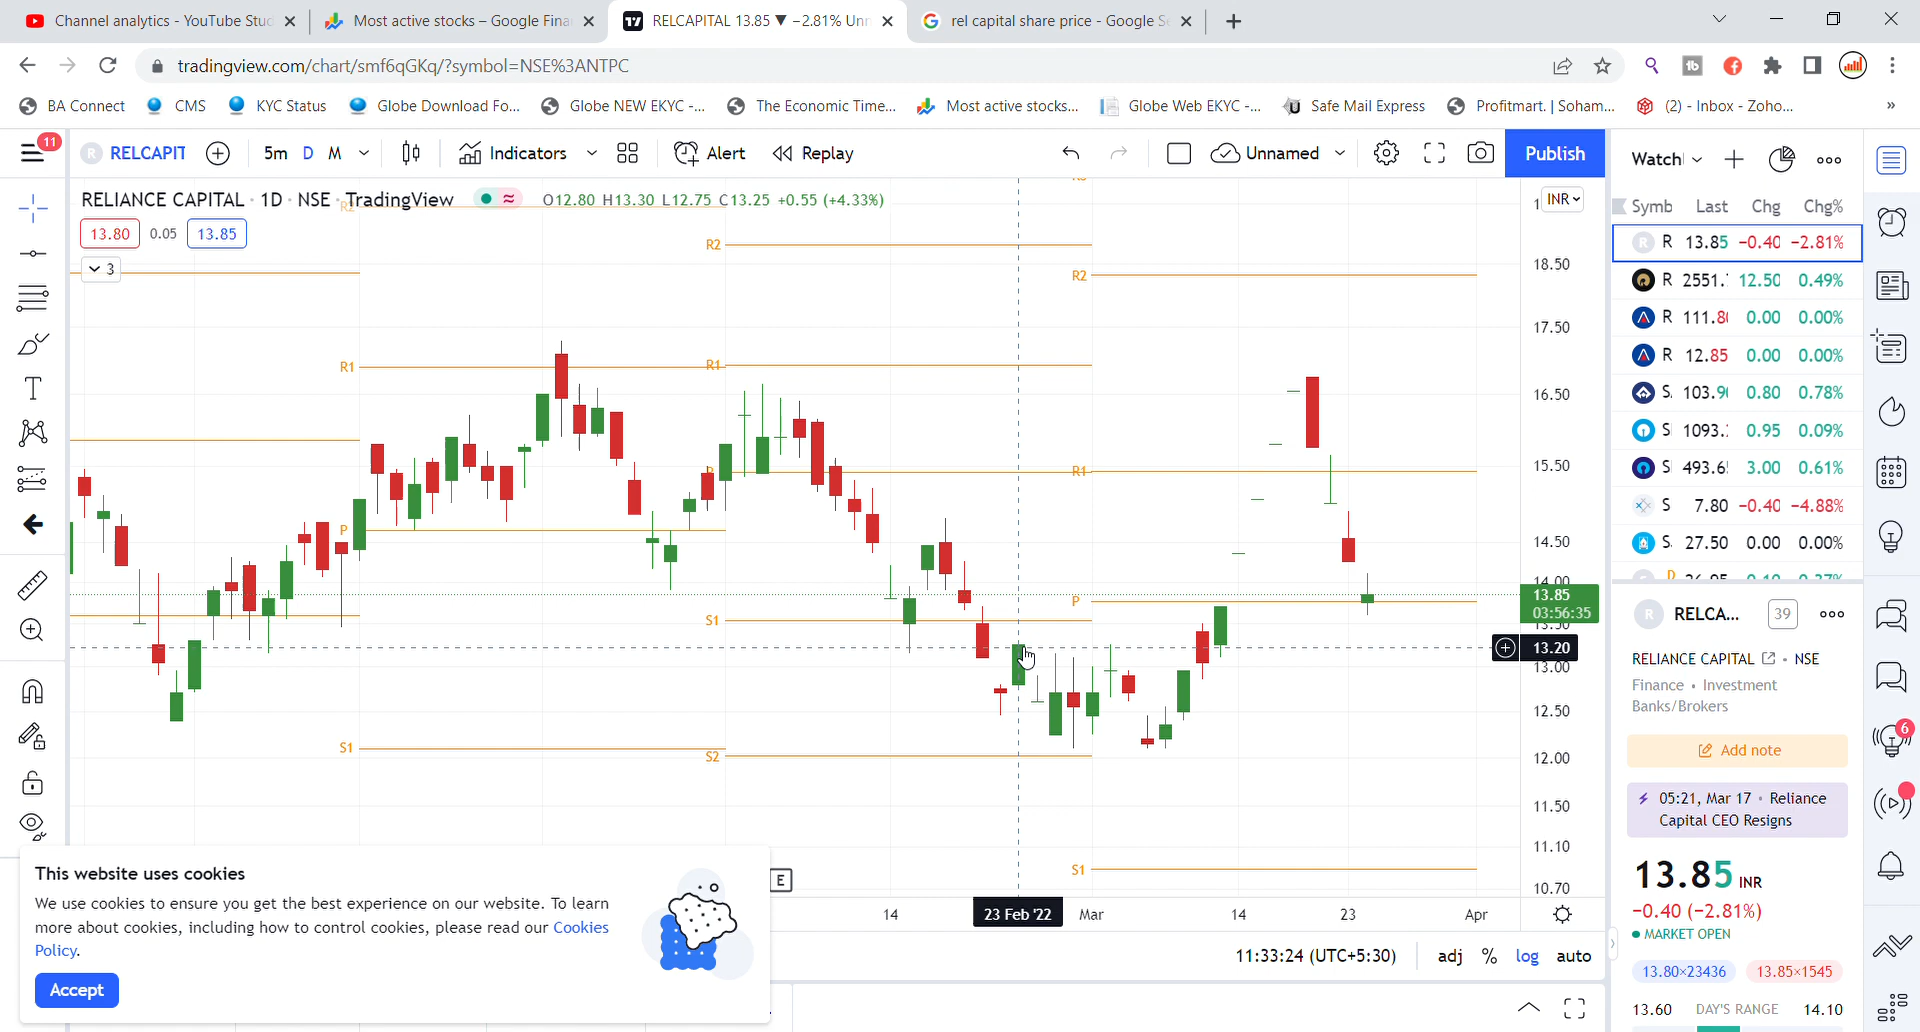 Channel analytics - YouTube Stud
Most active stocks – Google Fina
RELCAPITAL 13.85 ▼ −2.81% Unn
rel capital share price - Google Se
tradingview.com/chart/smf6qGKq/?symbol=NSE%3ANTPC
BA Connect
CMS
KYC Status
Globe Download Fo...
Globe NEW EKYC -...
The Economic Time...
Most active stocks...
Globe Web EKYC -...
Safe Mail Express
Profitmart. | Soham...
(2) - Inbox - Zoho...
»
11
R RELCAPIT
5m D M
Indicators
Alert
Replay
Unnamed
Publish
Watchl
RELIANCE CAPITAL · 1D · NSE · TradingView
O12.80 H13.30 L12.75 C13.25 +0.55 (+4.33%)
INR
13.80 0.05 13.85
3
R2
R2
R2
R1
R1
R1
P
P
S1
S1
S2
S1
18.50
17.50
16.50
15.50
14.50
14.00
13.85
03:56:35
13.50
13.20
13.00
12.50
12.00
11.50
11.10
10.70
E
14 23 Feb '22 Mar 14 23 Apr
11:33:24 (UTC+5:30) adj % log auto
Symb Last Chg Chg%
R R 13.85 −0.40 −2.81%
R 2551. 12.50 0.49%
R 111.80 0.00 0.00%
R 12.85 0.00 0.00%
S. 103.90 0.80 0.78%
S 1093. 0.95 0.09%
S 493.65 3.00 0.61%
S 7.80 −0.40 −4.88%
S. 27.50 0.00 0.00%
R RELCA... 39
RELIANCE CAPITAL • NSE
Finance • Investment
Banks/Brokers
Add note
05:21, Mar 17 • Reliance
Capital CEO Resigns
13.85 INR
−0.40 (−2.81%)
MARKET OPEN
13.80×23436 13.85×1545
13.60 DAY'S RANGE 14.10
6
This website uses cookies
We use cookies to ensure you get the best experience on our website. To learn
more about cookies, including how to control cookies, please read our Cookies
Policy.
Accept